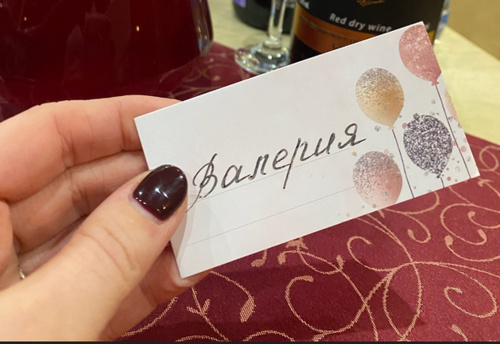 Red dry wine
Валерия